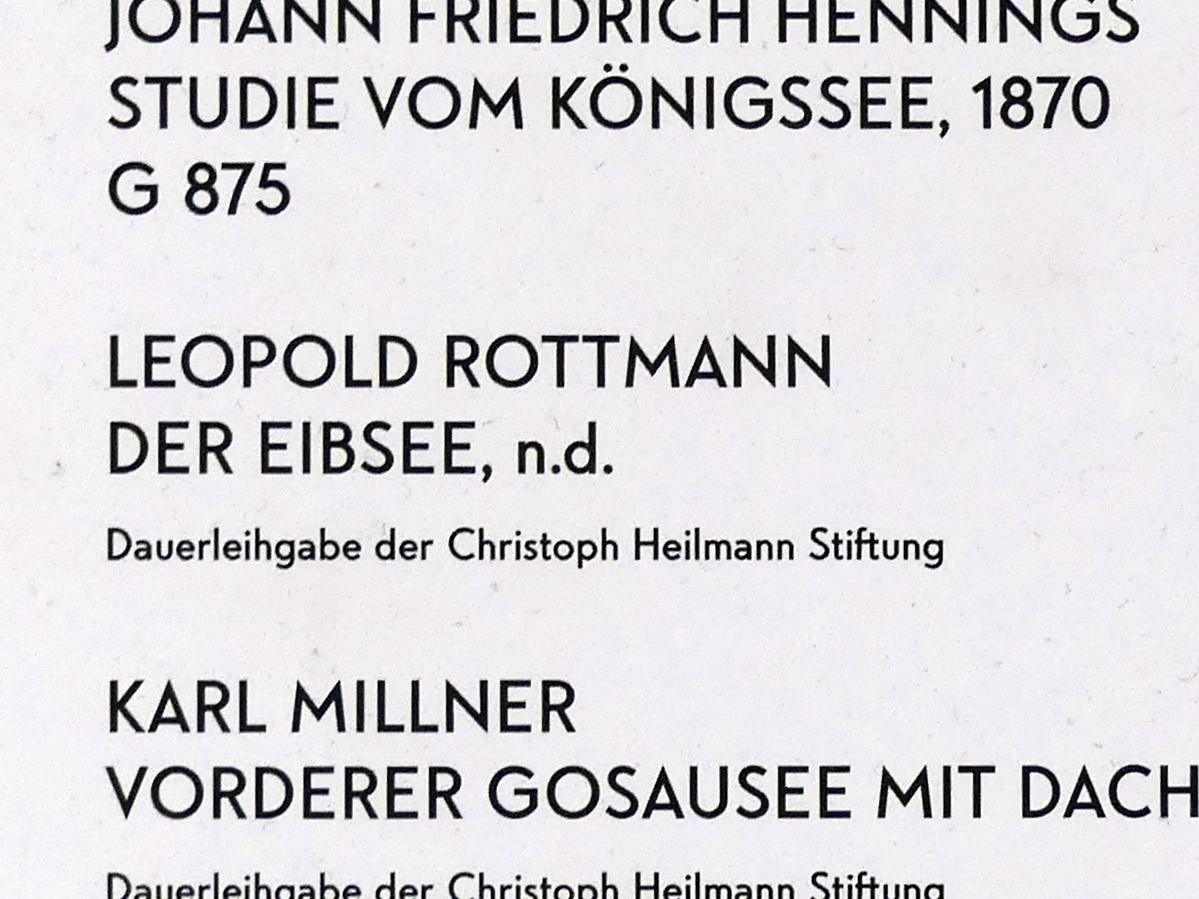 JOHANN FRIEDRICH HENNINGS
STUDIE VOM KÖNIGSSEE, 1870
G 875
LEOPOLD ROTTMANN
DER EIBSEE, n.d.
Dauerleihgabe der Christoph Heilmann Stiftung
KARL MILLNER
VORDERER GOSAUSEE MIT DACH
Dauerleihgabe der Christoph Heilmann Stiftung